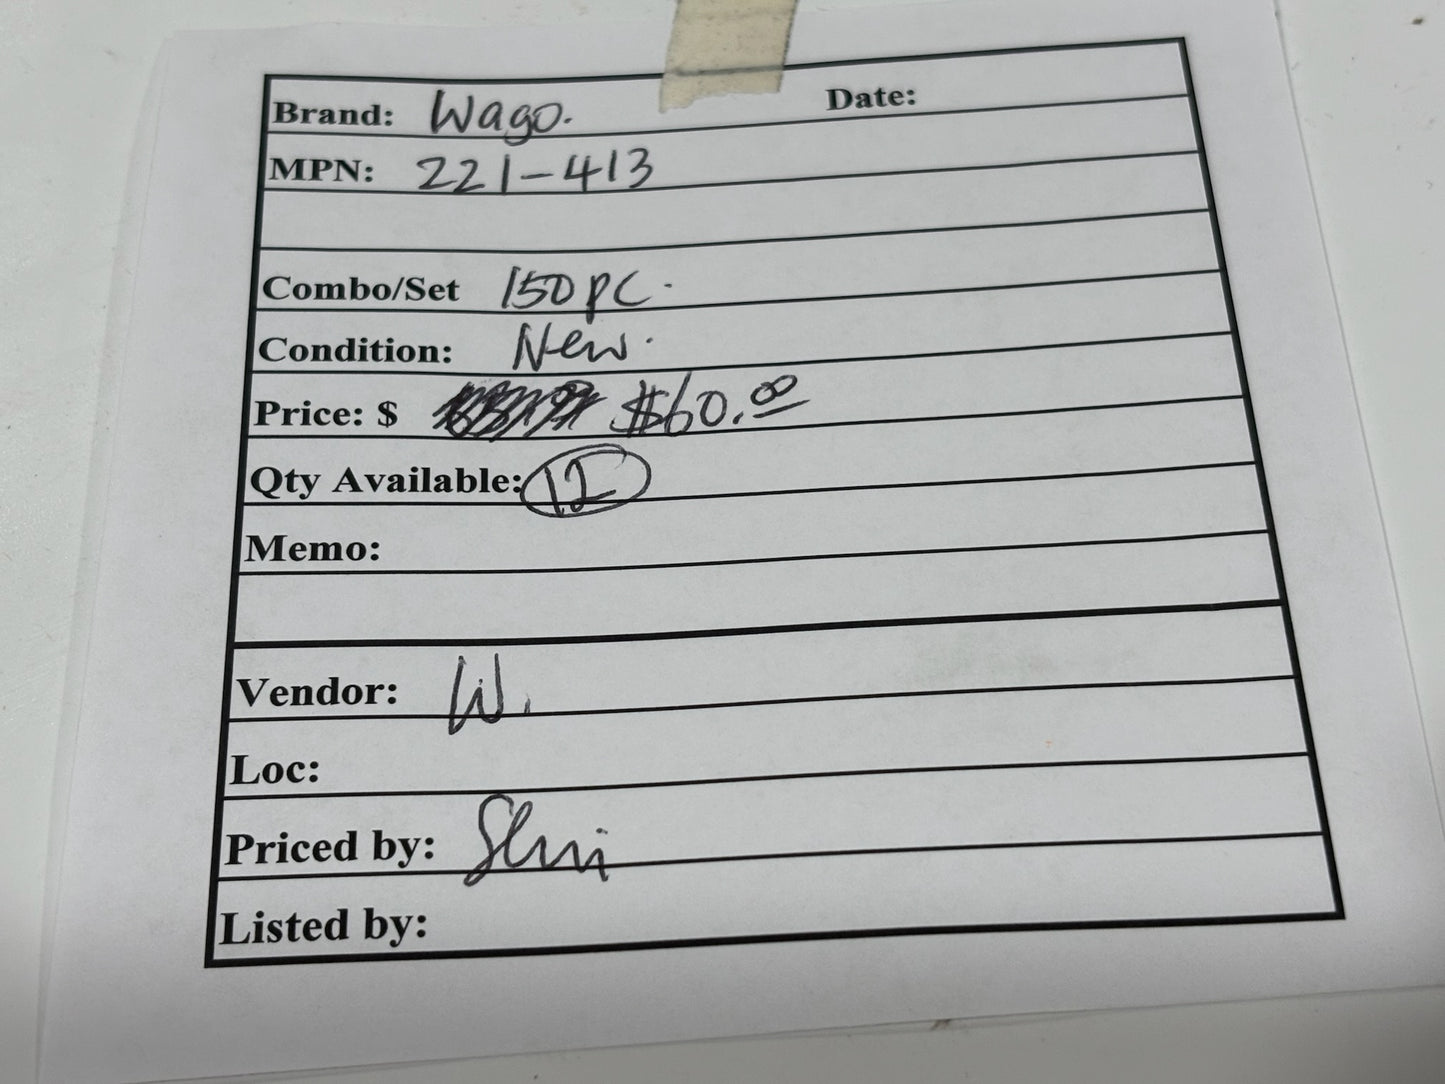 Brand: Wago. Date:
MPN: 221-413
Combo/Set 150pc.
Condition: New.
Price: $ $60.00
Qty Available: 12
Memo:
Vendor: W.
Loc:
Priced by:
Listed by: